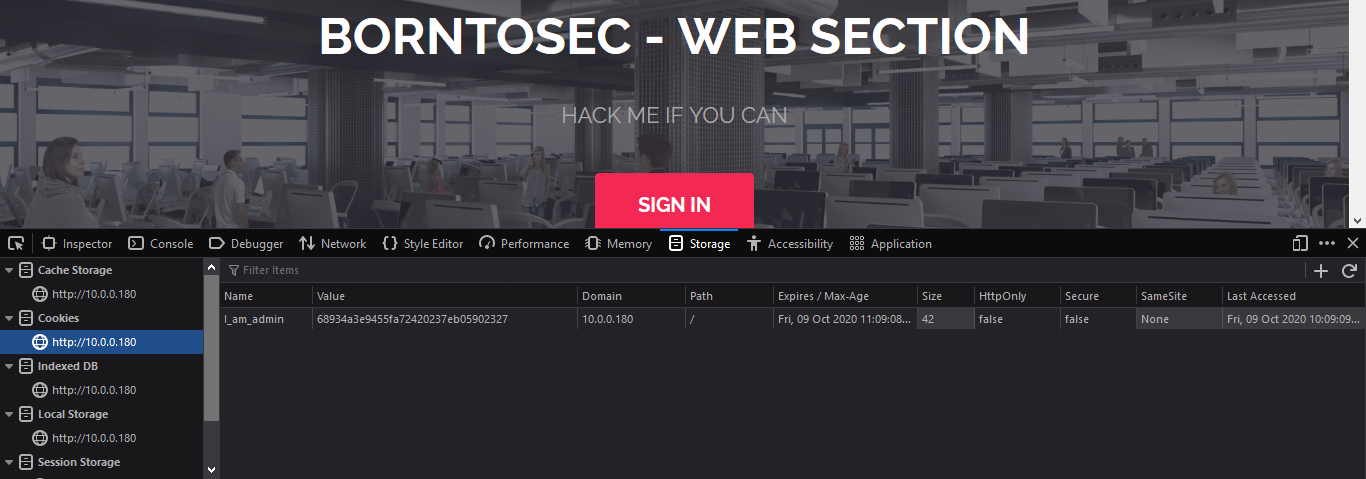 BORNTOSEC - WEB SECTION
HACK ME IF YOU CAN
SIGN IN
Inspector Console Debugger Network Style Editor Performance Memory Storage Accessibility Application
Cache Storage
http://10.0.0.180
Cookies
http://10.0.0.180
Indexed DB
http://10.0.0.180
Local Storage
http://10.0.0.180
Session Storage
Filter Items
Name Value Domain Path Expires / Max-Age Size HttpOnly Secure SameSite Last Accessed
I_am_admin 68934a3e9455fa72420237eb05902327 10.0.0.180 / Fri, 09 Oct 2020 11:09:08... 42 false false None Fri, 09 Oct 2020 10:09:09...